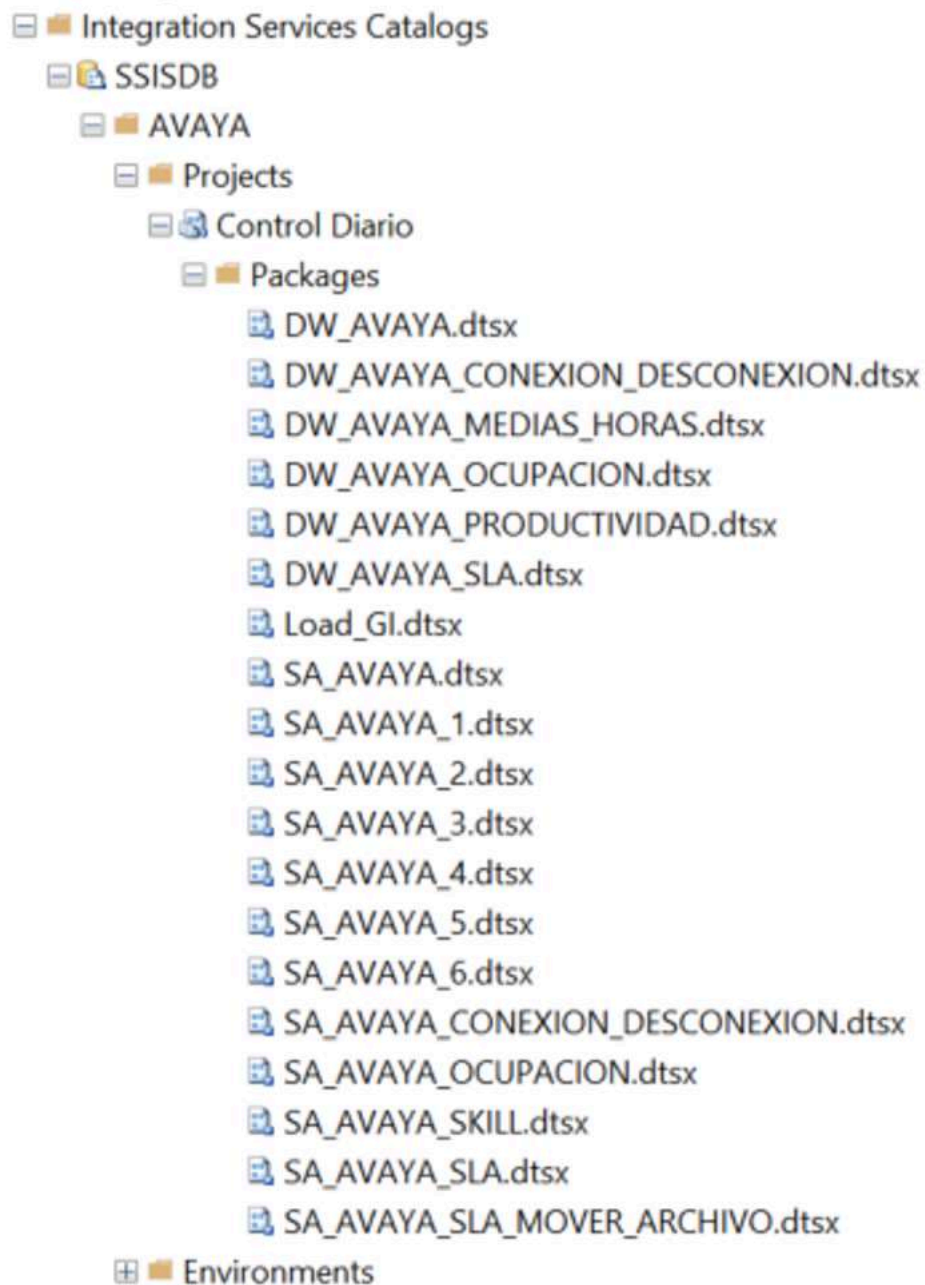 Integration Services Catalogs
SSISDB
AVAYA
Projects
Control Diario
Packages
DW_AVAYA.dtsx
DW_AVAYA_CONEXION_DESCONEXION.dtsx
DW_AVAYA_MEDIAS_HORAS.dtsx
DW_AVAYA_OCUPACION.dtsx
DW_AVAYA_PRODUCTIVIDAD.dtsx
DW_AVAYA_SLA.dtsx
Load_GI.dtsx
SA_AVAYA.dtsx
SA_AVAYA_1.dtsx
SA_AVAYA_2.dtsx
SA_AVAYA_3.dtsx
SA_AVAYA_4.dtsx
SA_AVAYA_5.dtsx
SA_AVAYA_6.dtsx
SA_AVAYA_CONEXION_DESCONEXION.dtsx
SA_AVAYA_OCUPACION.dtsx
SA_AVAYA_SKILL.dtsx
SA_AVAYA_SLA.dtsx
SA_AVAYA_SLA_MOVER_ARCHIVO.dtsx
Environments